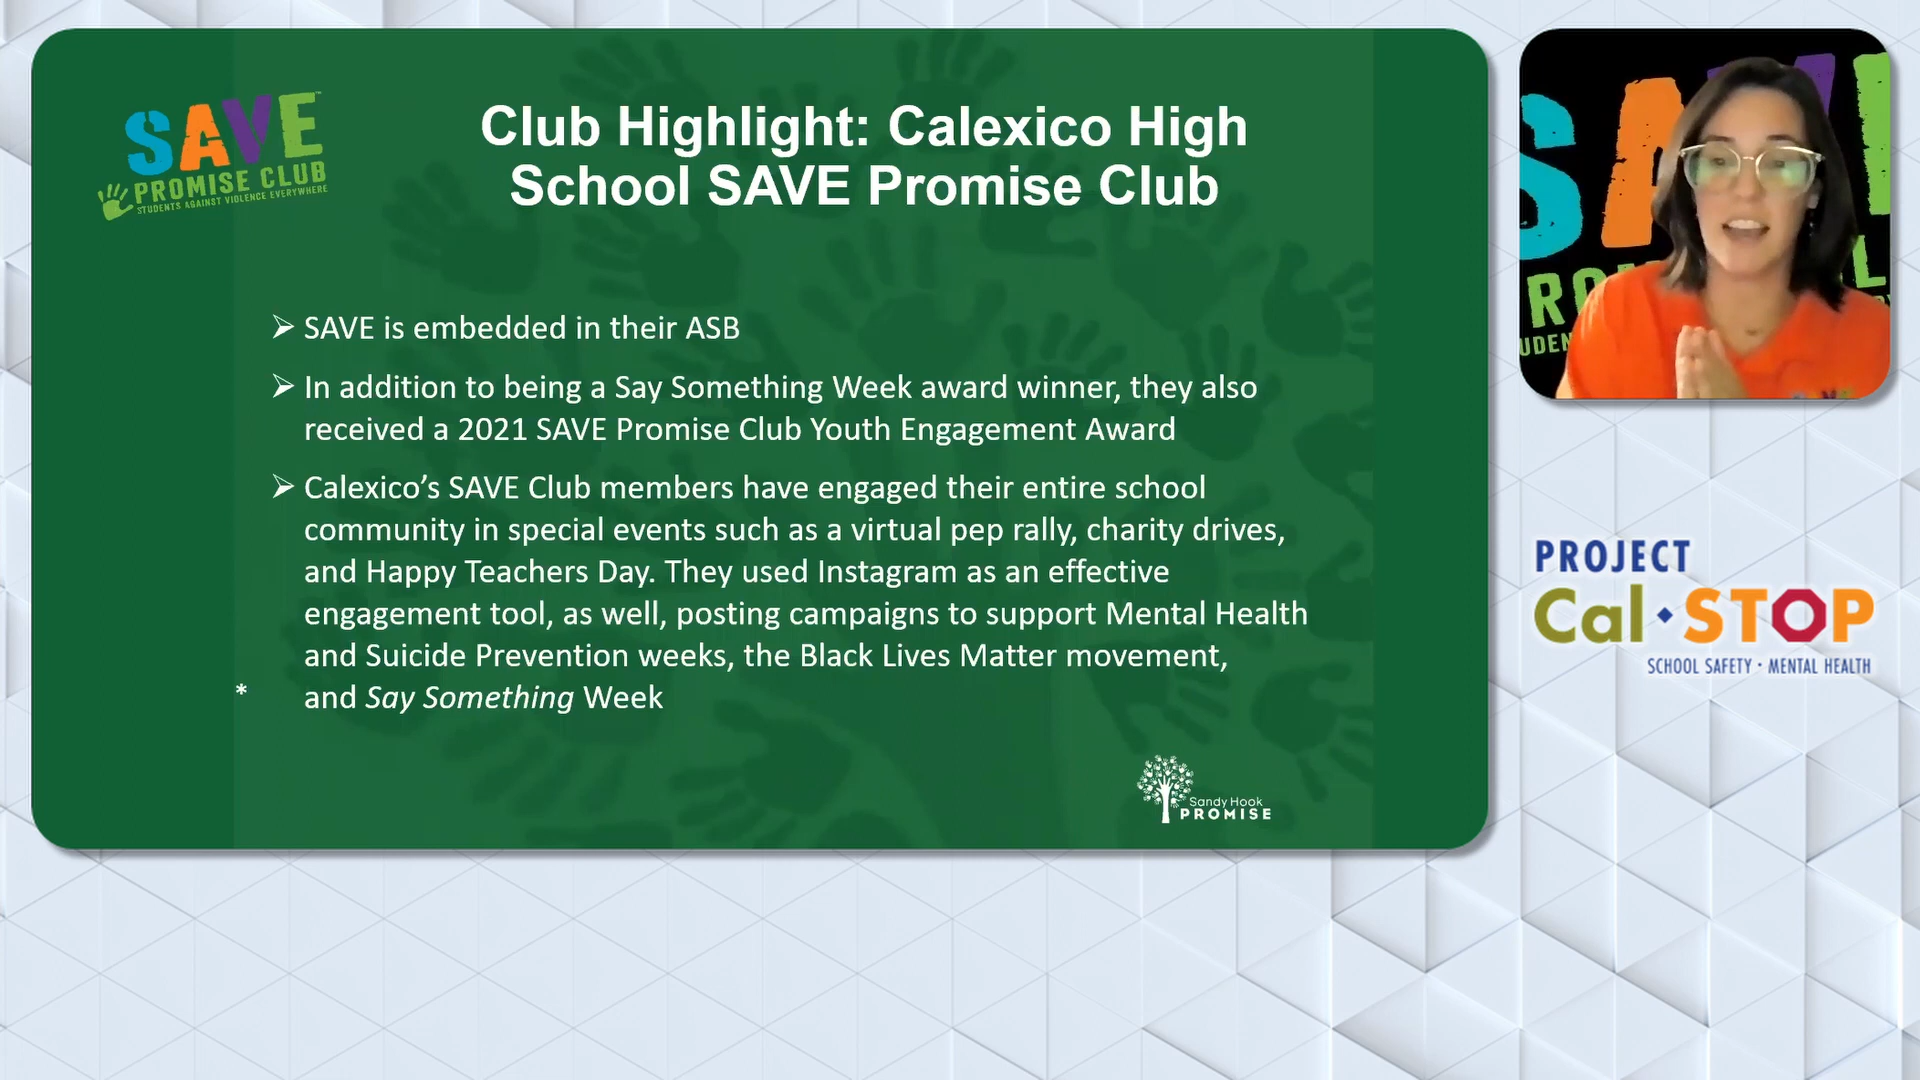 SAVE™
PROMISE CLUB
STUDENTS AGAINST VIOLENCE EVERYWHERE
Club Highlight: Calexico High
School SAVE Promise Club
➢ SAVE is embedded in their ASB
➢ In addition to being a Say Something Week award winner, they also
received a 2021 SAVE Promise Club Youth Engagement Award
➢ Calexico’s SAVE Club members have engaged their entire school
community in special events such as a virtual pep rally, charity drives,
and Happy Teachers Day. They used Instagram as an effective
engagement tool, as well, posting campaigns to support Mental Health
and Suicide Prevention weeks, the Black Lives Matter movement,
* and Say Something Week
Sandy Hook
PROMISE
PROJECT
Cal·STOP
SCHOOL SAFETY · MENTAL HEALTH